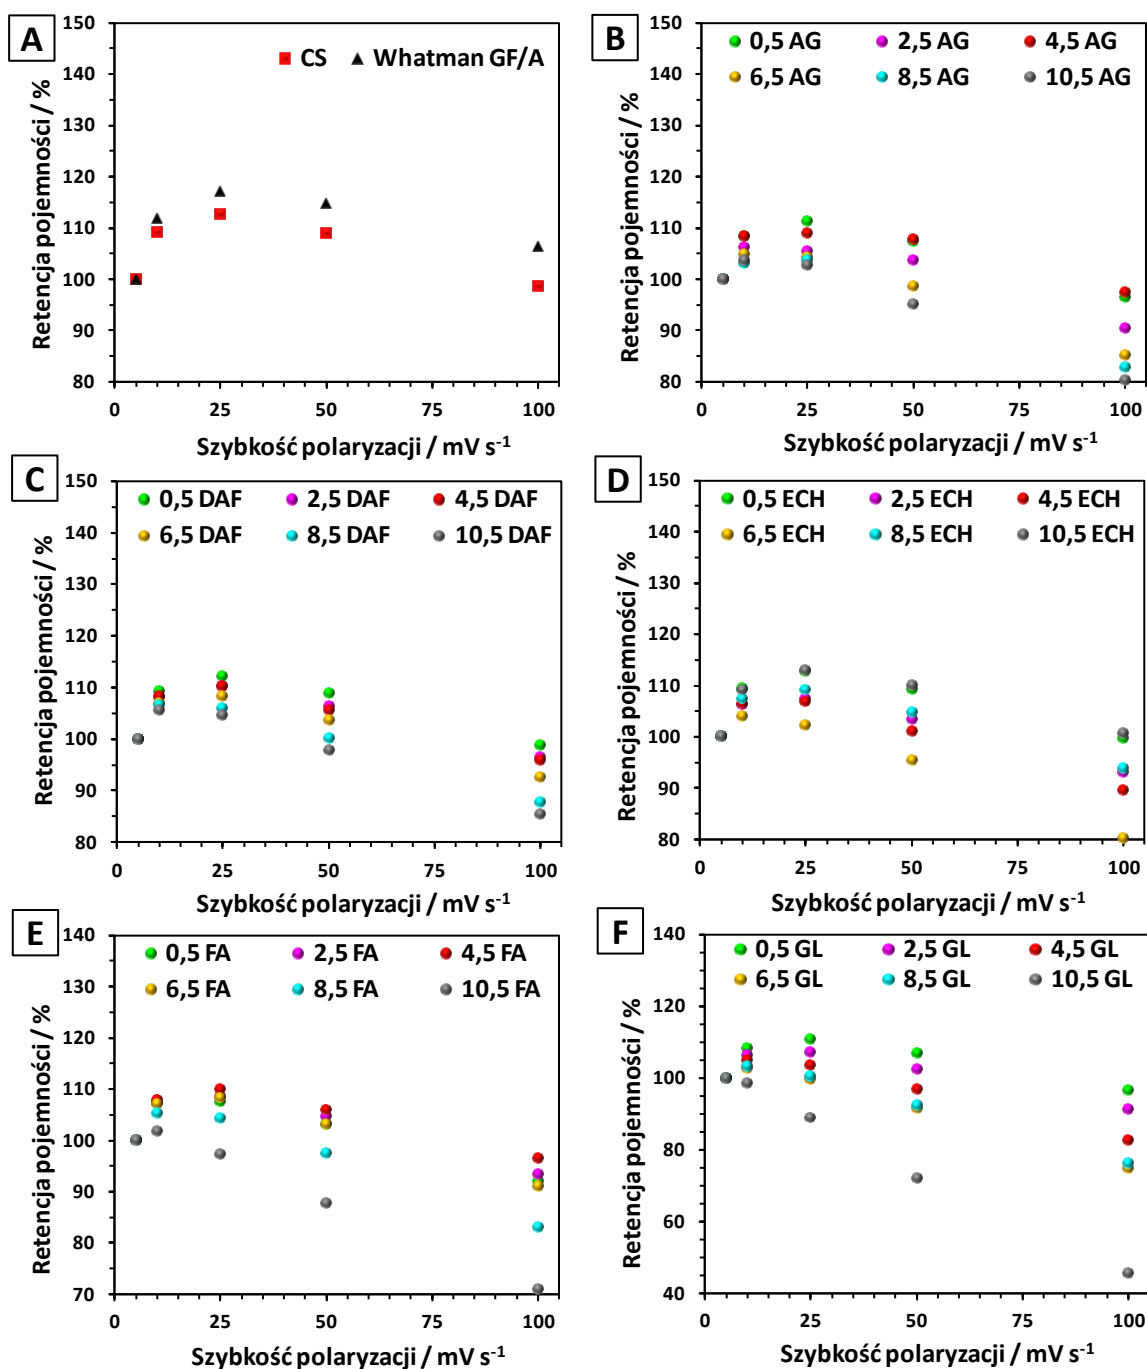 A
CS Whatman GF/A
Retencja pojemności / %
150
140
130
120
110
100
90
80
0 25 50 75 100
Szybkość polaryzacji / mV s⁻¹
B
0,5 AG 2,5 AG 4,5 AG
6,5 AG 8,5 AG 10,5 AG
Retencja pojemności / %
150
140
130
120
110
100
90
80
0 25 50 75 100
Szybkość polaryzacji / mV s⁻¹
C
0,5 DAF 2,5 DAF 4,5 DAF
6,5 DAF 8,5 DAF 10,5 DAF
Retencja pojemności / %
150
140
130
120
110
100
90
80
0 25 50 75 100
Szybkość polaryzacji / mV s⁻¹
D
0,5 ECH 2,5 ECH 4,5 ECH
6,5 ECH 8,5 ECH 10,5 ECH
Retencja pojemności / %
150
140
130
120
110
100
90
80
0 25 50 75 100
Szybkość polaryzacji / mV s⁻¹
E
0,5 FA 2,5 FA 4,5 FA
6,5 FA 8,5 FA 10,5 FA
Retencja pojemności / %
140
130
120
110
100
90
80
70
0 25 50 75 100
Szybkość polaryzacji / mV s⁻¹
F
0,5 GL 2,5 GL 4,5 GL
6,5 GL 8,5 GL 10,5 GL
Retencja pojemności / %
140
120
100
80
60
40
0 25 50 75 100
Szybkość polaryzacji / mV s⁻¹